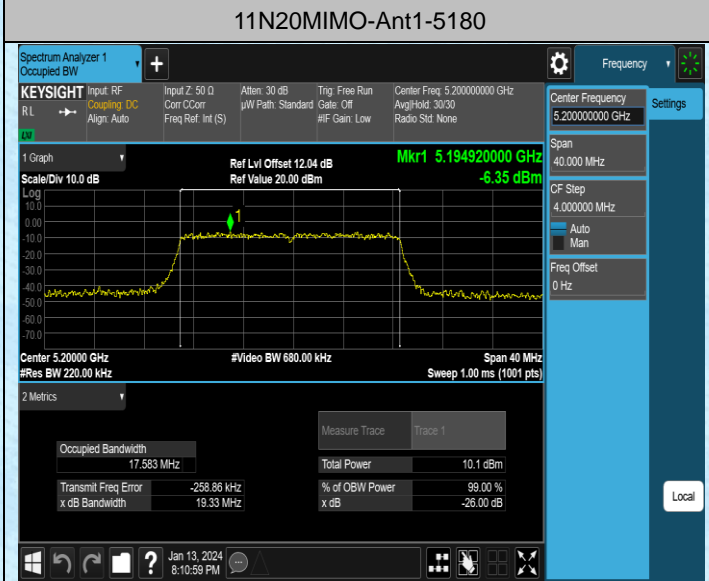 11N20MIMO-Ant1-5180
Spectrum Analyzer 1
Occupied BW
+
Frequency
KEYSIGHT
RL
LXI
Input: RF
Coupling: DC
Align: Auto
Input Z: 50 Ω
Corr CCorr
Freq Ref: Int (S)
Atten: 30 dB
µW Path: Standard
Trig: Free Run
Gate: Off
#IF Gain: Low
Center Freq: 5.200000000 GHz
Avg|Hold: 30/30
Radio Std: None
Center Frequency
5.200000000 GHz
Settings
Span
40.000 MHz
CF Step
4.000000 MHz
Auto
Man
Freq Offset
0 Hz
1 Graph
Scale/Div 10.0 dB
Ref Lvl Offset 12.04 dB
Ref Value 20.00 dBm
Mkr1 5.194920000 GHz
-6.35 dBm
Log
10.0
0.00
-10.0
-20.0
-30.0
-40.0
-50.0
-60.0
-70.0
1
Center 5.20000 GHz
#Video BW 680.00 kHz
Span 40 MHz
#Res BW 220.00 kHz
Sweep 1.00 ms (1001 pts)
2 Metrics
Measure Trace Trace 1
Occupied Bandwidth
17.583 MHz
Total Power 10.1 dBm
Transmit Freq Error -258.86 kHz
% of OBW Power 99.00 %
x dB Bandwidth 19.33 MHz
x dB -26.00 dB
Local
?
Jan 13, 2024
8:10:59 PM